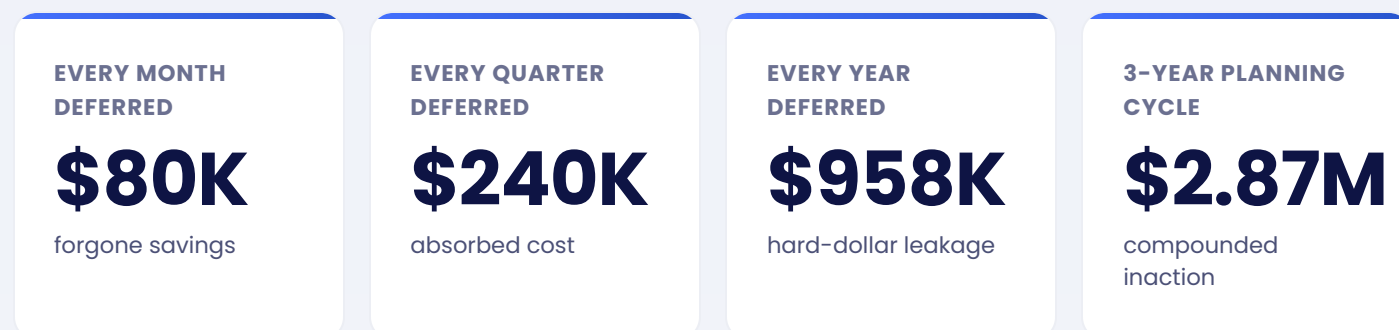 EVERY MONTH
DEFERRED
$80K
forgone savings
EVERY QUARTER
DEFERRED
$240K
absorbed cost
EVERY YEAR
DEFERRED
$958K
hard-dollar leakage
3-YEAR PLANNING
CYCLE
$2.87M
compounded
inaction